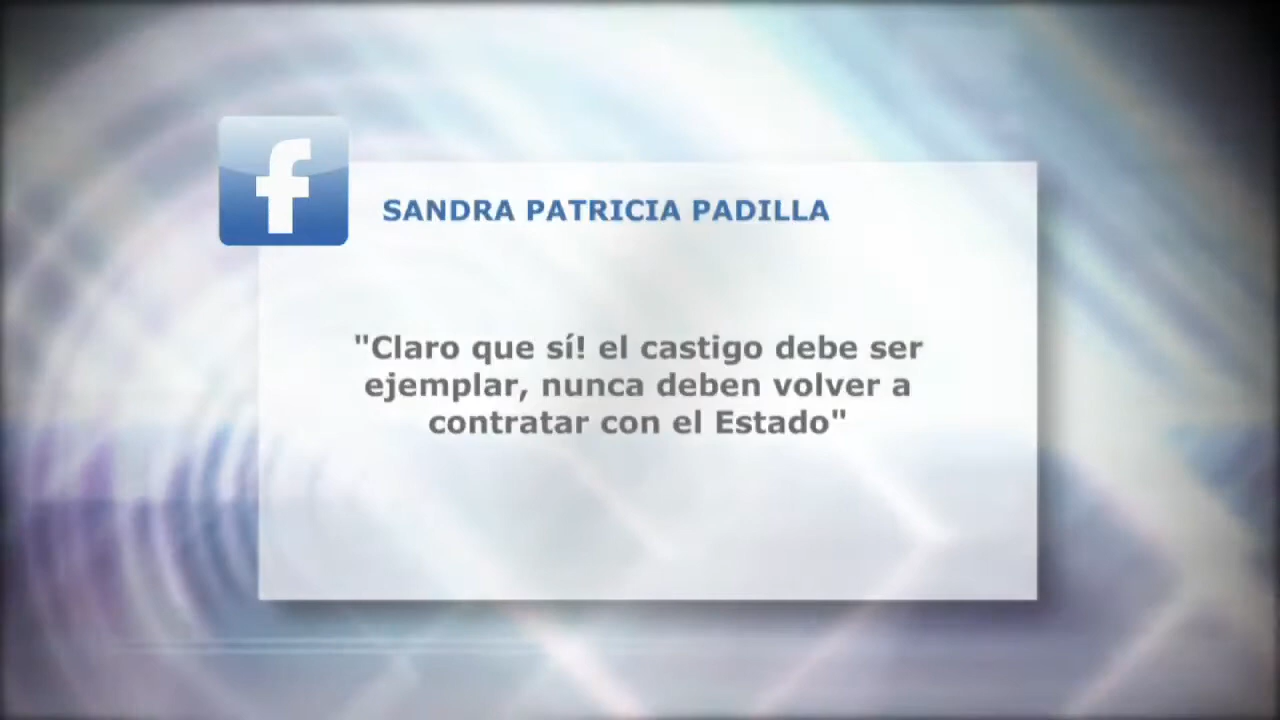 f
SANDRA PATRICIA PADILLA
"Claro que sí! el castigo debe ser
ejemplar, nunca deben volver a
contratar con el Estado"